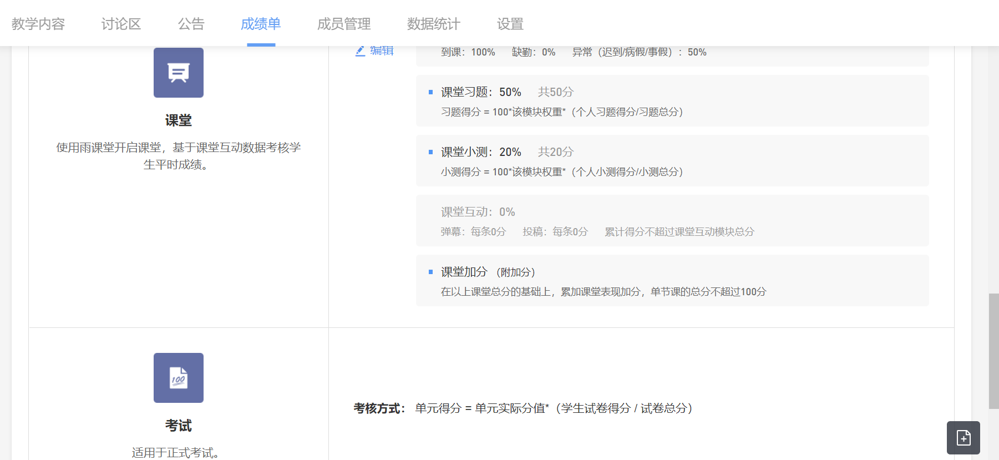 教学内容 讨论区 公告 成绩单 成员管理 数据统计 设置
编辑
到课：100% 缺勤：0% 异常（迟到/病假/事假）：50%
课堂习题：50% 共50分
习题得分 = 100*该模块权重*（个人习题得分/习题总分）
课堂
使用雨课堂开启课堂，基于课堂互动数据考核学
生平时成绩。
课堂小测：20% 共20分
小测得分 = 100*该模块权重*（个人小测得分/小测总分）
课堂互动：0%
弹幕：每条0分 投稿：每条0分 累计得分不超过课堂互动模块总分
课堂加分 （附加分）
在以上课堂总分的基础上，累加课堂表现加分，单节课的总分不超过100分
100
考试
适用于正式考试。
考核方式： 单元得分 = 单元实际分值*（学生试卷得分 / 试卷总分）